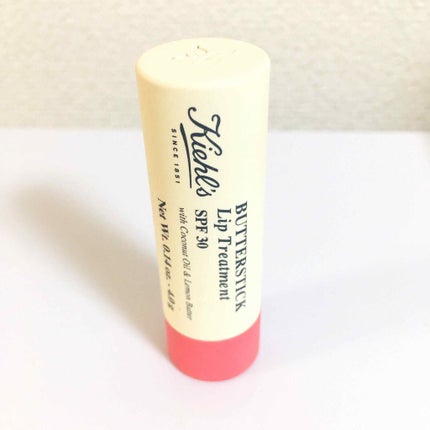 Kiehl's
SINCE 1851
BUTTERSTICK
Lip Treatment
SPF 30
with Coconut Oil & Lemon Butter
Net Wt. 0.14 oz. - 4.0 g